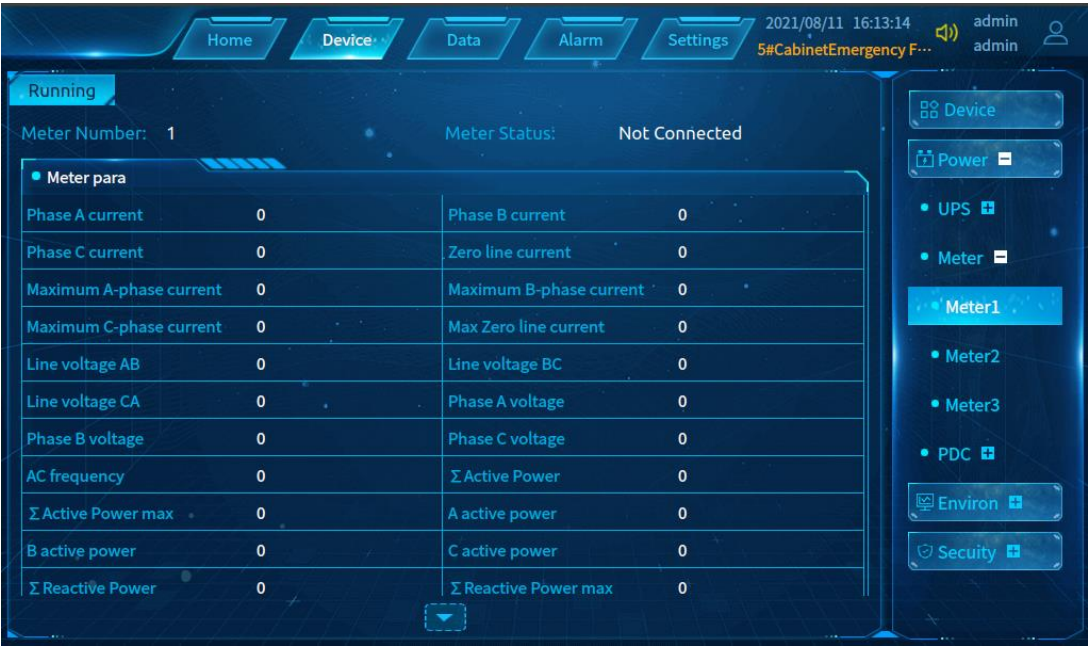 Home Device Data Alarm Settings 2021/08/11 16:13:14 admin
5#CabinetEmergency F··· admin
Running
Meter Number: 1 Meter Status: Not Connected
Meter para
Phase A current 0 Phase B current 0
Phase C current 0 Zero line current 0
Maximum A-phase current 0 Maximum B-phase current 0
Maximum C-phase current 0 Max Zero line current 0
Line voltage AB 0 Line voltage BC 0
Line voltage CA 0 Phase A voltage 0
Phase B voltage 0 Phase C voltage 0
AC frequency 0 Σ Active Power 0
Σ Active Power max 0 A active power 0
B active power 0 C active power 0
Σ Reactive Power 0 Σ Reactive Power max 0
Device
Power
UPS
Meter
Meter1
Meter2
Meter3
PDC
Environ
Secuity